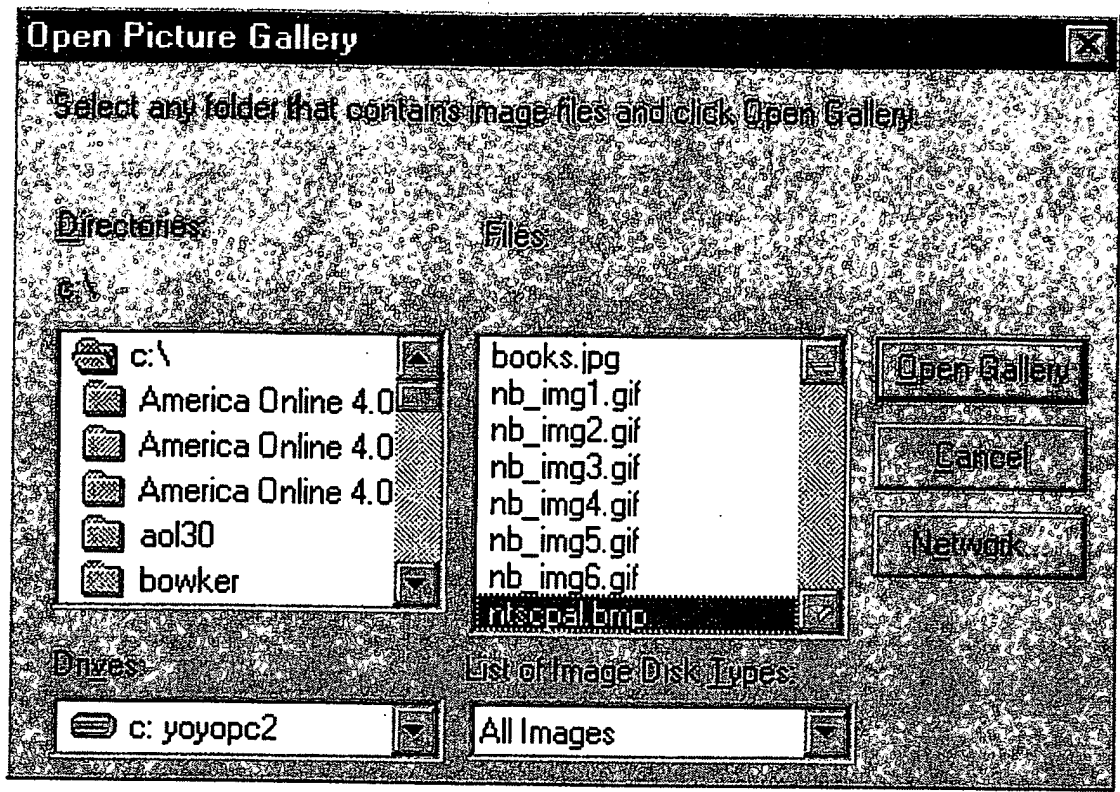 Open Picture Gallery
Select any folder that contains image files and click Open Gallery.
Directories:
c:\
c:\
America Online 4.0
America Online 4.0
America Online 4.0
aol30
bowker
Files:
books.jpg
nb_img1.gif
nb_img2.gif
nb_img3.gif
nb_img4.gif
nb_img5.gif
nb_img6.gif
ntscpal.bmp
Open Gallery
Cancel
Network...
Drives:
c: yoyopc2
List of Image Disk Types:
All Images